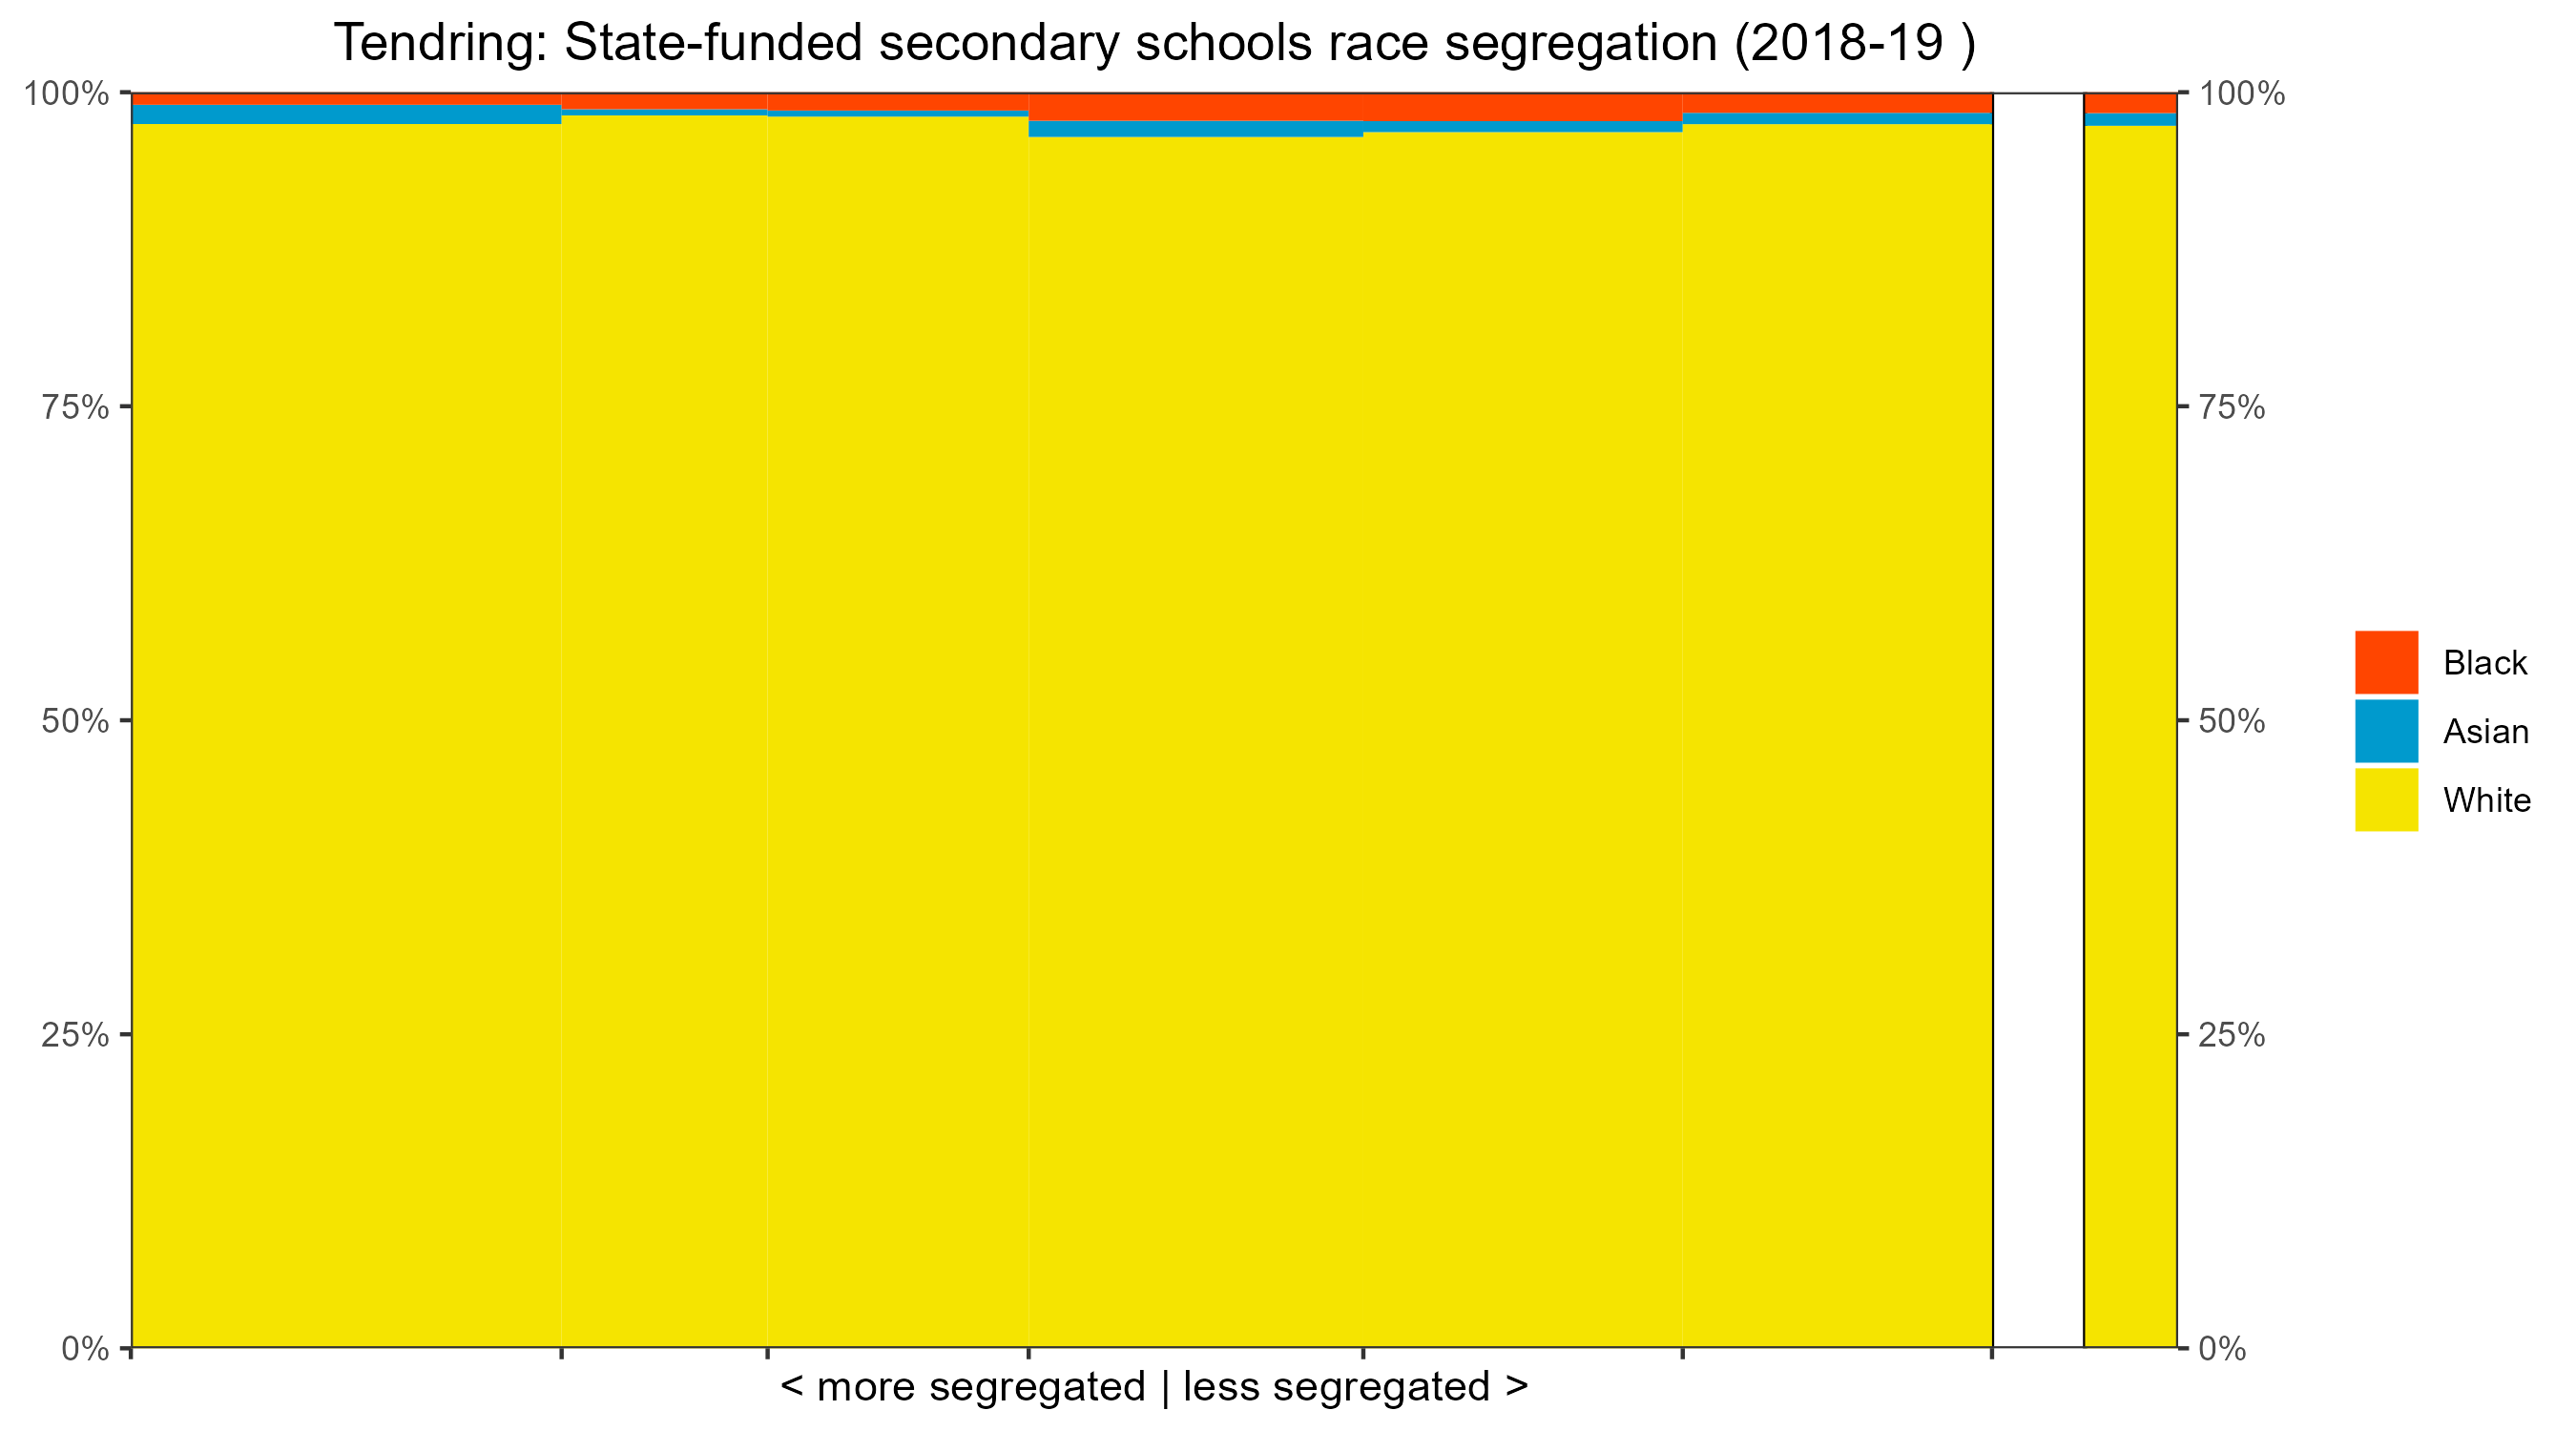 Tendring: State-funded secondary schools race segregation (2018-19 )
100%
75%
50%
25%
0%
100%
75%
50%
25%
0%
Black
Asian
White
< more segregated | less segregated >